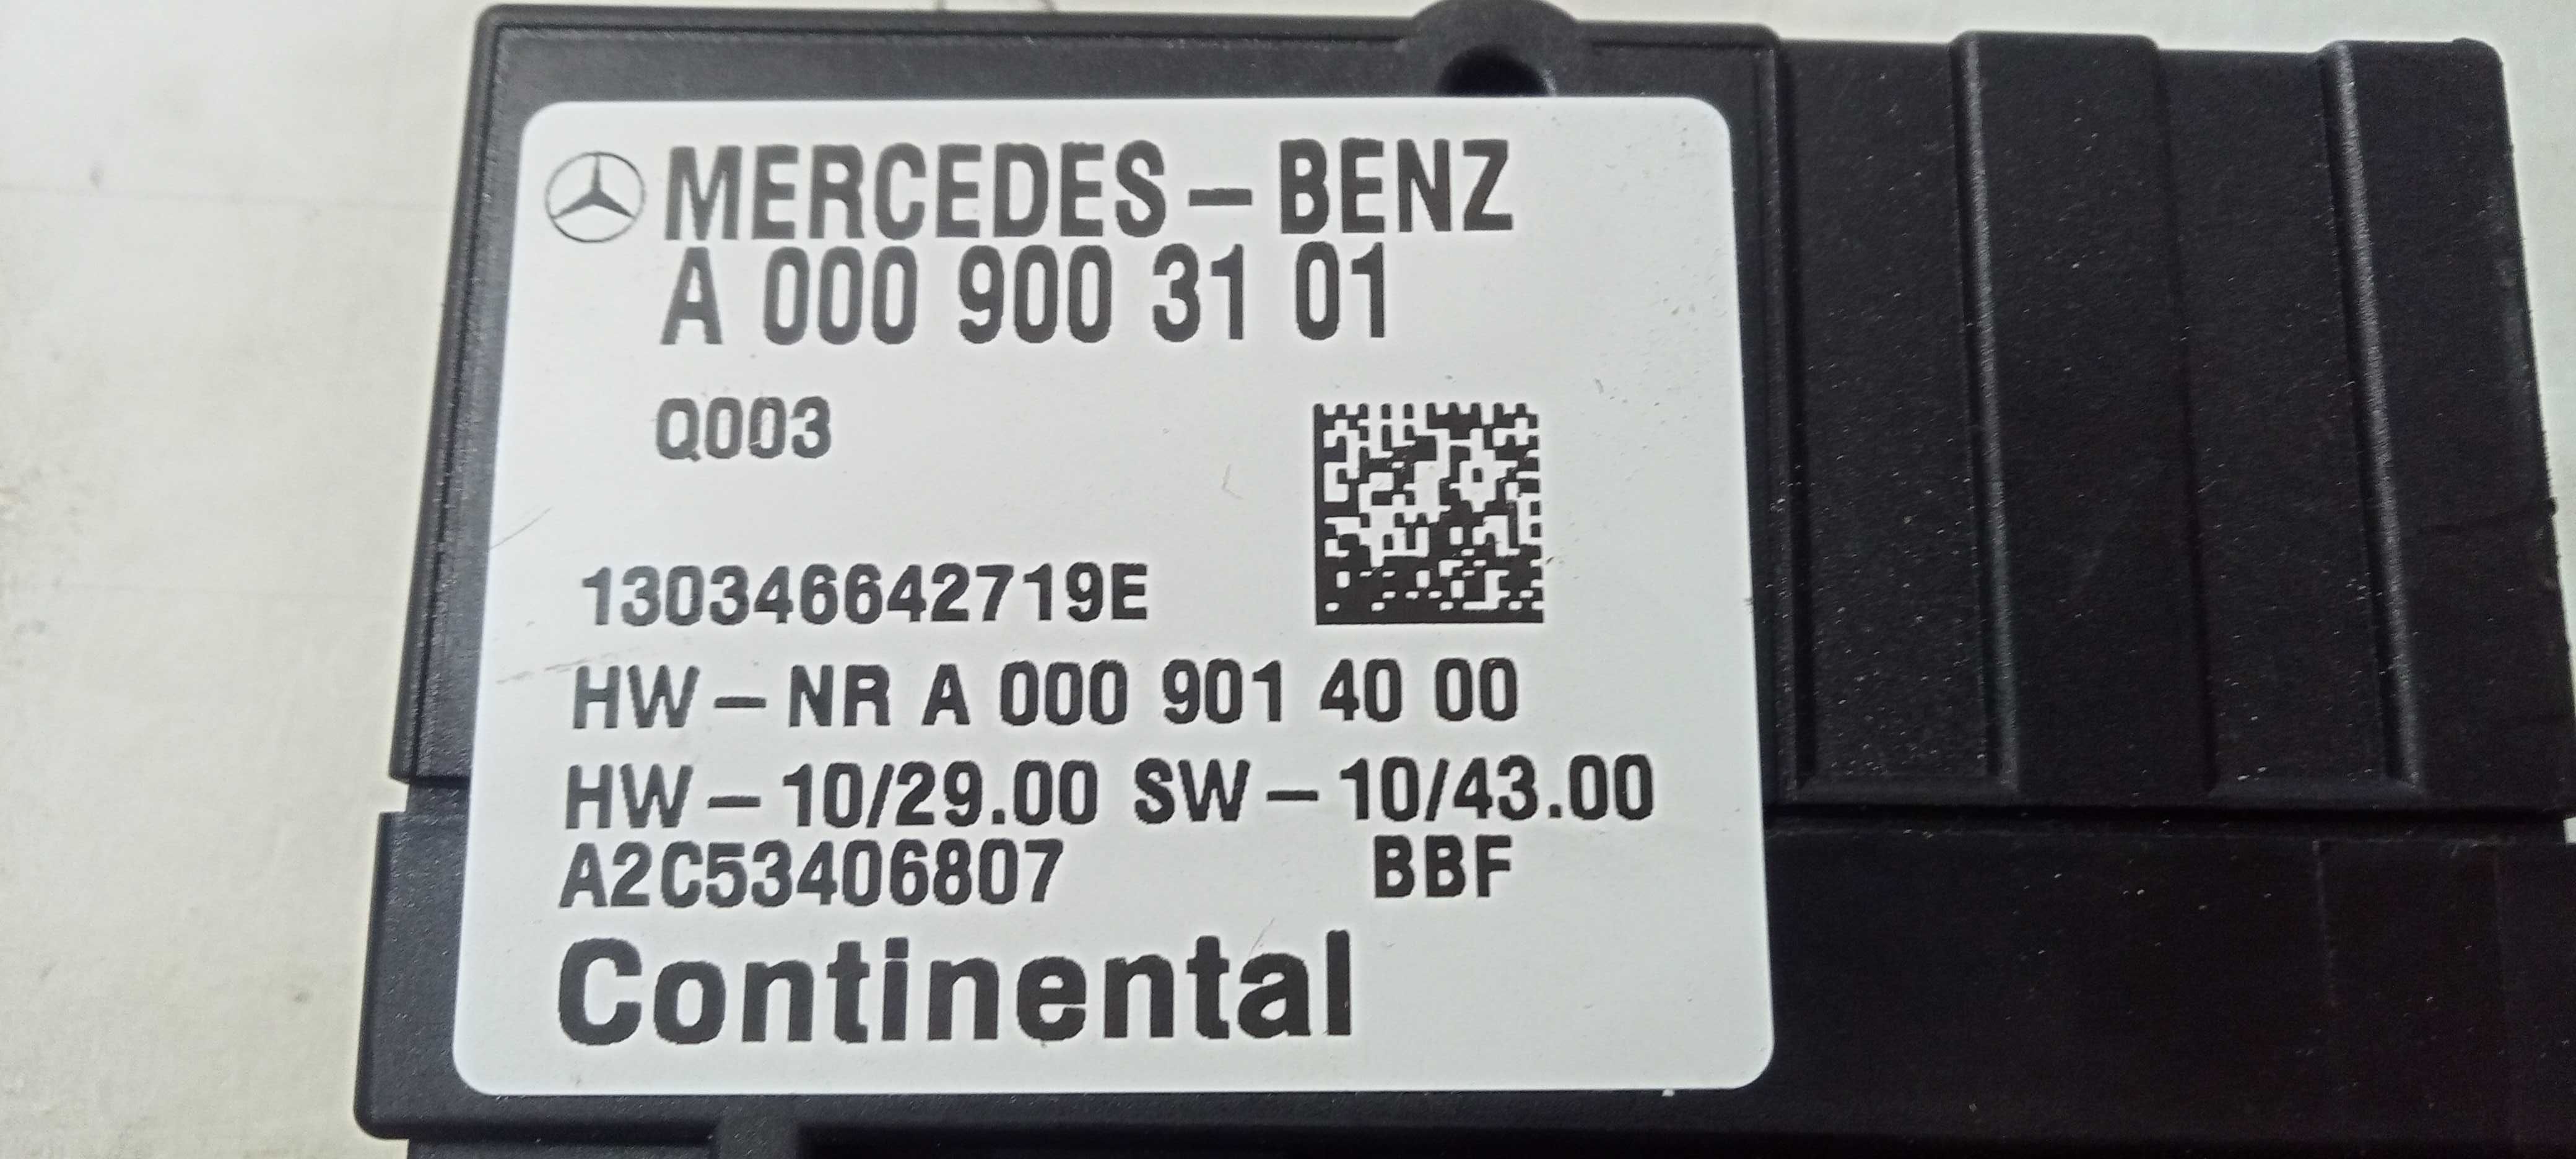 MERCEDES-BENZ
A 000 900 31 01
Q003
130346642719E
HW-NR A 000 901 40 00
HW-10/29.00 SW-10/43.00
A2C53406807 BBF
Continental